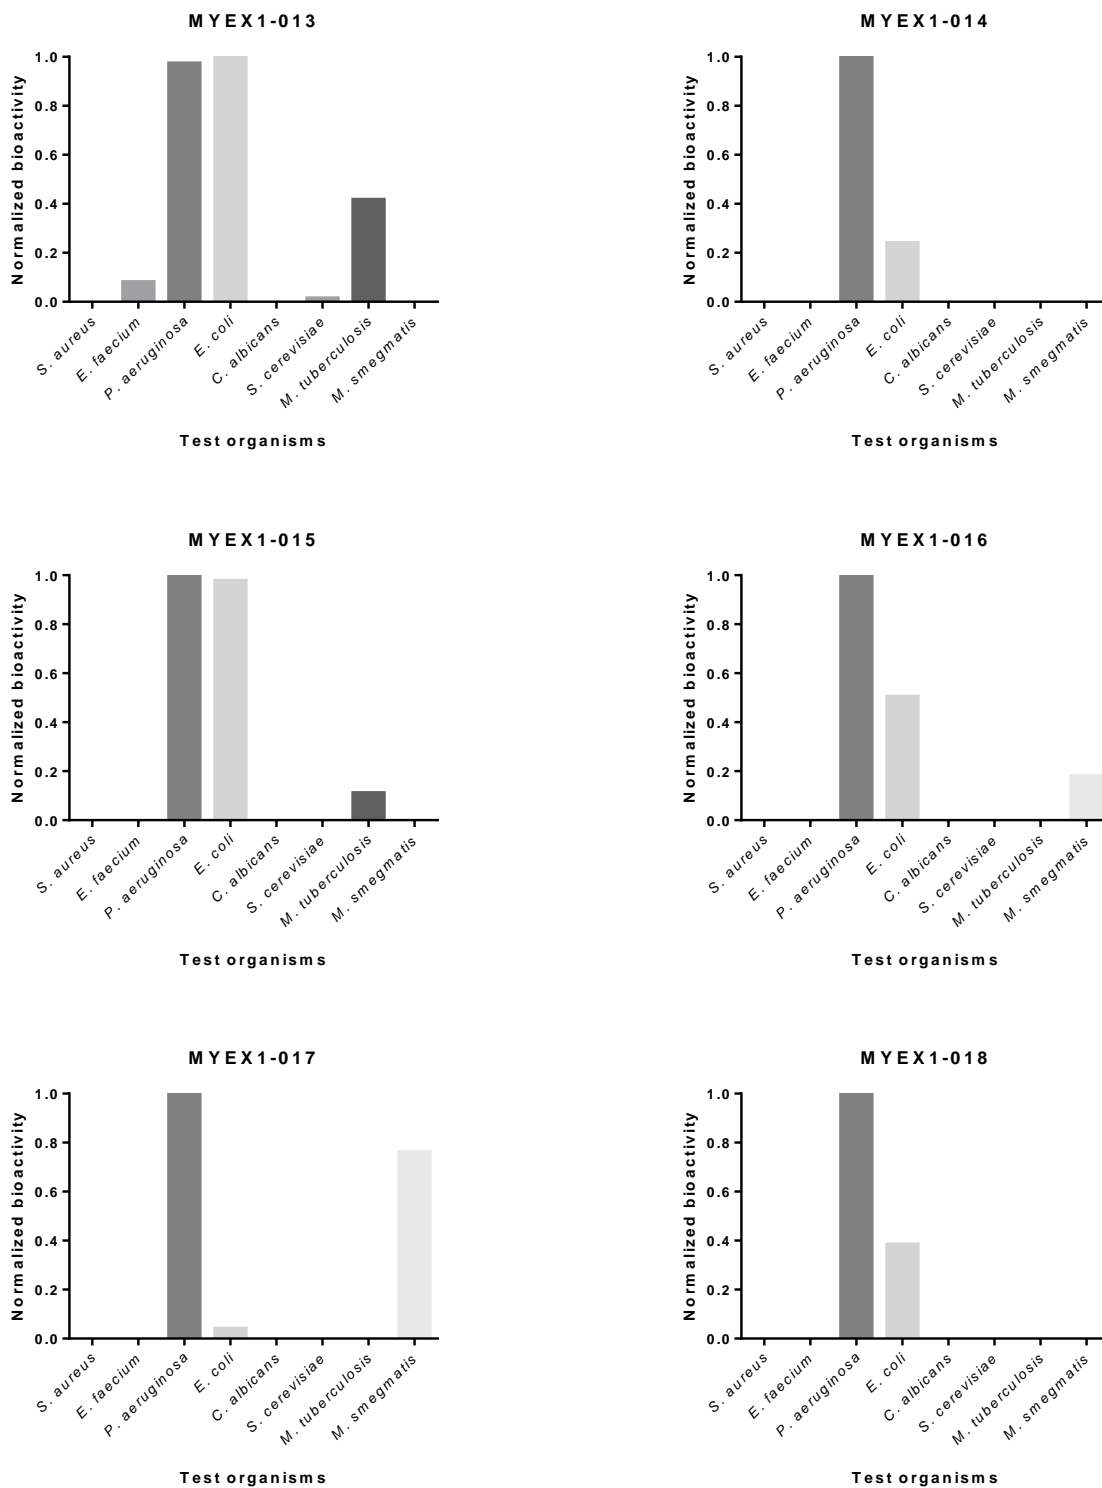 MYEX1-013
Normalized bioactivity
1.0
0.8
0.6
0.4
0.2
0.0
S. aureus
E. faecium
P. aeruginosa
E. coli
C. albicans
S. cerevisiae
M. tuberculosis
M. smegmatis
Test organisms
MYEX1-014
Normalized bioactivity
1.0
0.8
0.6
0.4
0.2
0.0
S. aureus
E. faecium
P. aeruginosa
E. coli
C. albicans
S. cerevisiae
M. tuberculosis
M. smegmatis
Test organisms
MYEX1-015
Normalized bioactivity
1.0
0.8
0.6
0.4
0.2
0.0
S. aureus
E. faecium
P. aeruginosa
E. coli
C. albicans
S. cerevisiae
M. tuberculosis
M. smegmatis
Test organisms
MYEX1-016
Normalized bioactivity
1.0
0.8
0.6
0.4
0.2
0.0
S. aureus
E. faecium
P. aeruginosa
E. coli
C. albicans
S. cerevisiae
M. tuberculosis
M. smegmatis
Test organisms
MYEX1-017
Normalized bioactivity
1.0
0.8
0.6
0.4
0.2
0.0
S. aureus
E. faecium
P. aeruginosa
E. coli
C. albicans
S. cerevisiae
M. tuberculosis
M. smegmatis
Test organisms
MYEX1-018
Normalized bioactivity
1.0
0.8
0.6
0.4
0.2
0.0
S. aureus
E. faecium
P. aeruginosa
E. coli
C. albicans
S. cerevisiae
M. tuberculosis
M. smegmatis
Test organisms